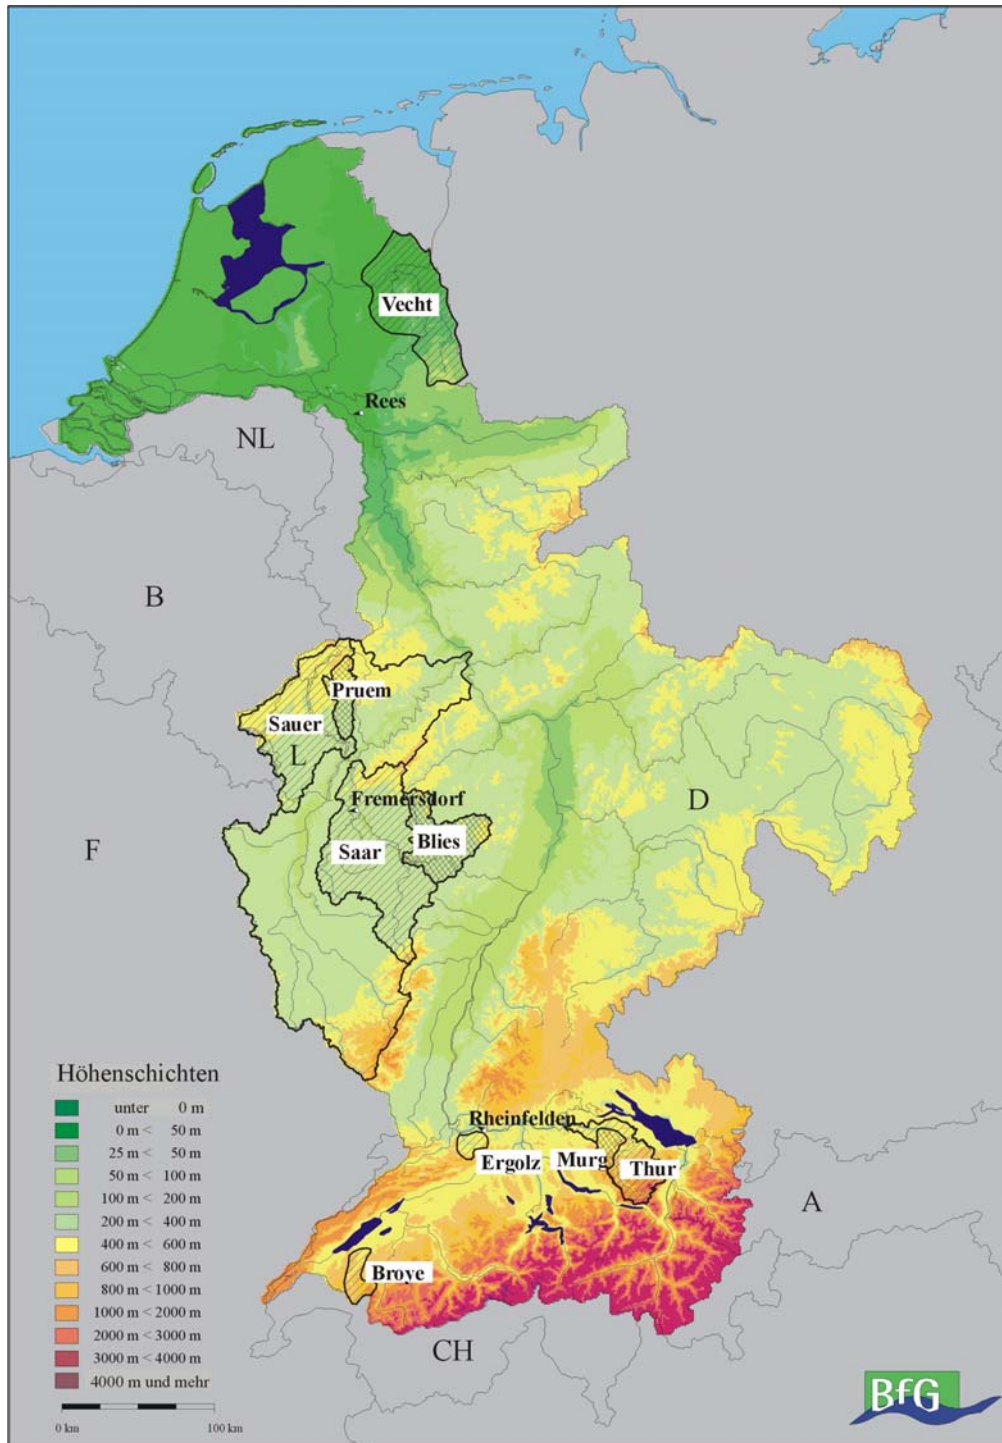 Vecht
Rees
NL
B
Pruem
Sauer
L
Fremersdorf
D
F
Blies
Saar
Höhenschichten
unter 0 m
0 m < 50 m
25 m < 50 m
50 m < 100 m
100 m < 200 m
200 m < 400 m
400 m < 600 m
600 m < 800 m
800 m < 1000 m
1000 m < 2000 m
2000 m < 3000 m
3000 m < 4000 m
4000 m und mehr
0 km 100 km
Rheinfelden
Ergolz
Murg
Thur
A
Broye
CH
BfG